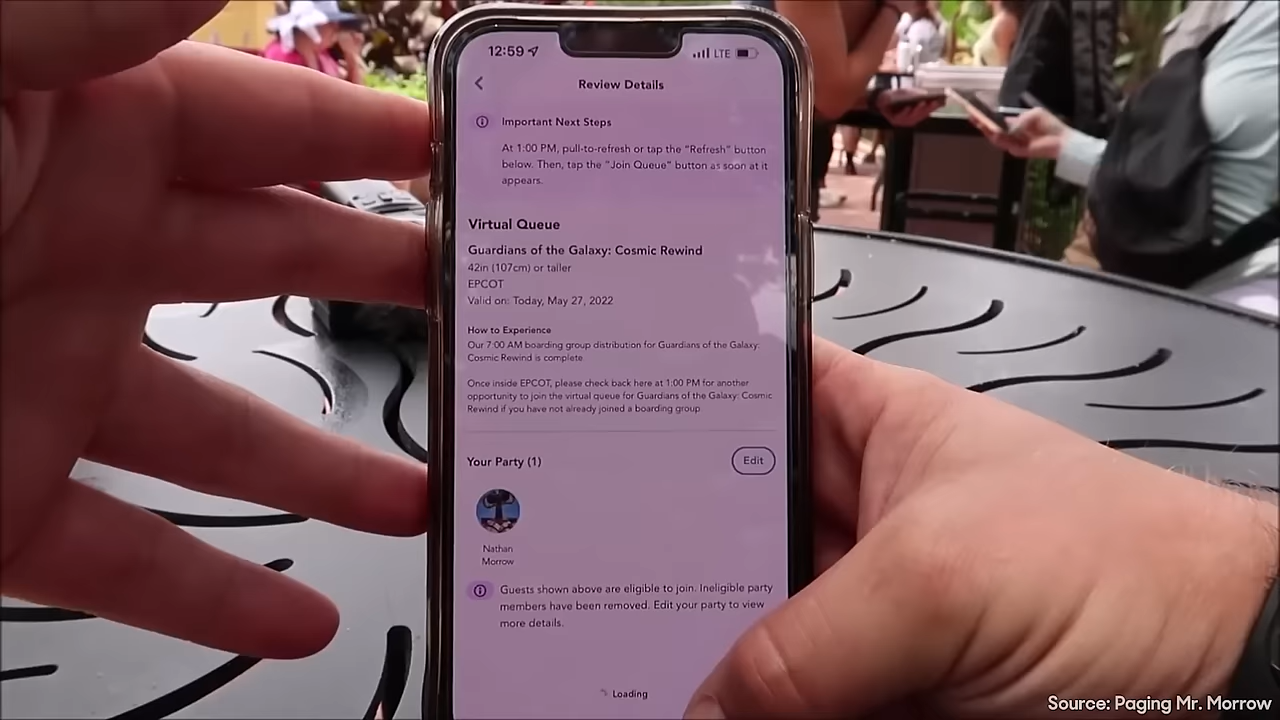 12:59
LTE
Review Details
Important Next Steps
At 1:00 PM, pull-to-refresh or tap the "Refresh" button
below. Then, tap the "Join Queue" button as soon at it
appears.
Virtual Queue
Guardians of the Galaxy: Cosmic Rewind
42in (107cm) or taller
EPCOT
Valid on: Today, May 27, 2022
How to Experience
Our 7:00 AM boarding group distribution for Guardians of the Galaxy:
Cosmic Rewind is complete
Once inside EPCOT, please check back here at 1:00 PM for another
opportunity to join the virtual queue for Guardians of the Galaxy: Cosmic
Rewind if you have not already joined a boarding group
Your Party (1)
Edit
Nathan
Morrow
Guests shown above are eligible to join. Ineligible party
members have been removed. Edit your party to view
more details.
Loading
Source: Paging Mr. Morrow